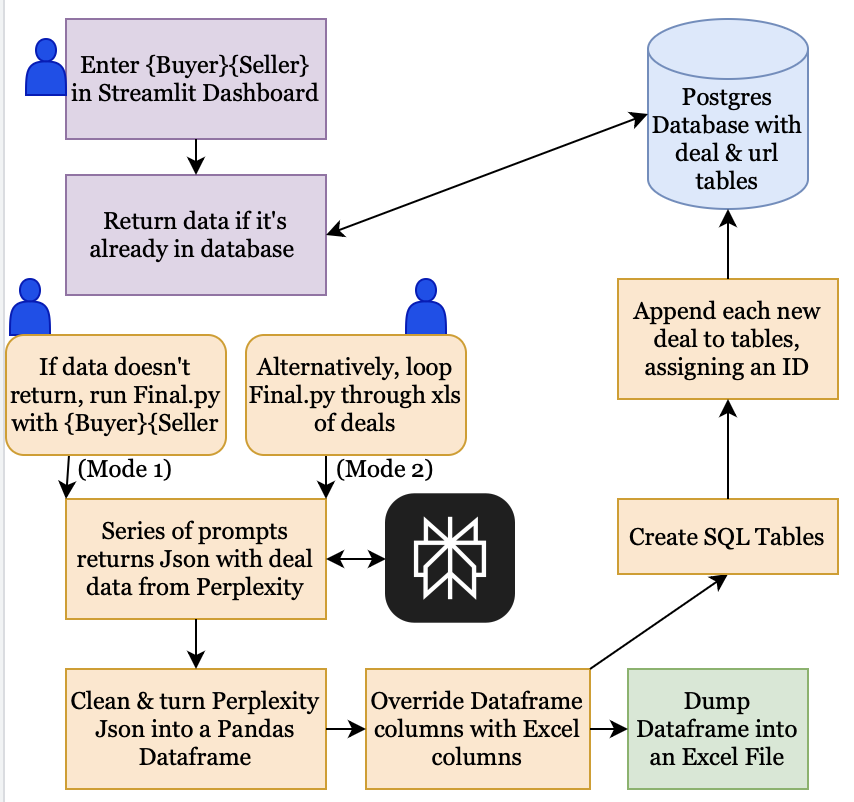 Enter {Buyer}{Seller}
in Streamlit Dashboard
Postgres
Database with
deal & url
tables
Return data if it's
already in database
If data doesn't
return, run Final.py
with {Buyer}{Seller
Alternatively, loop
Final.py through xls
of deals
Append each new
deal to tables,
assigning an ID
(Mode 1)
(Mode 2)
Series of prompts
returns Json with deal
data from Perplexity
Create SQL Tables
Clean & turn Perplexity
Json into a Pandas
Dataframe
Override Dataframe
columns with Excel
columns
Dump
Dataframe into
an Excel File